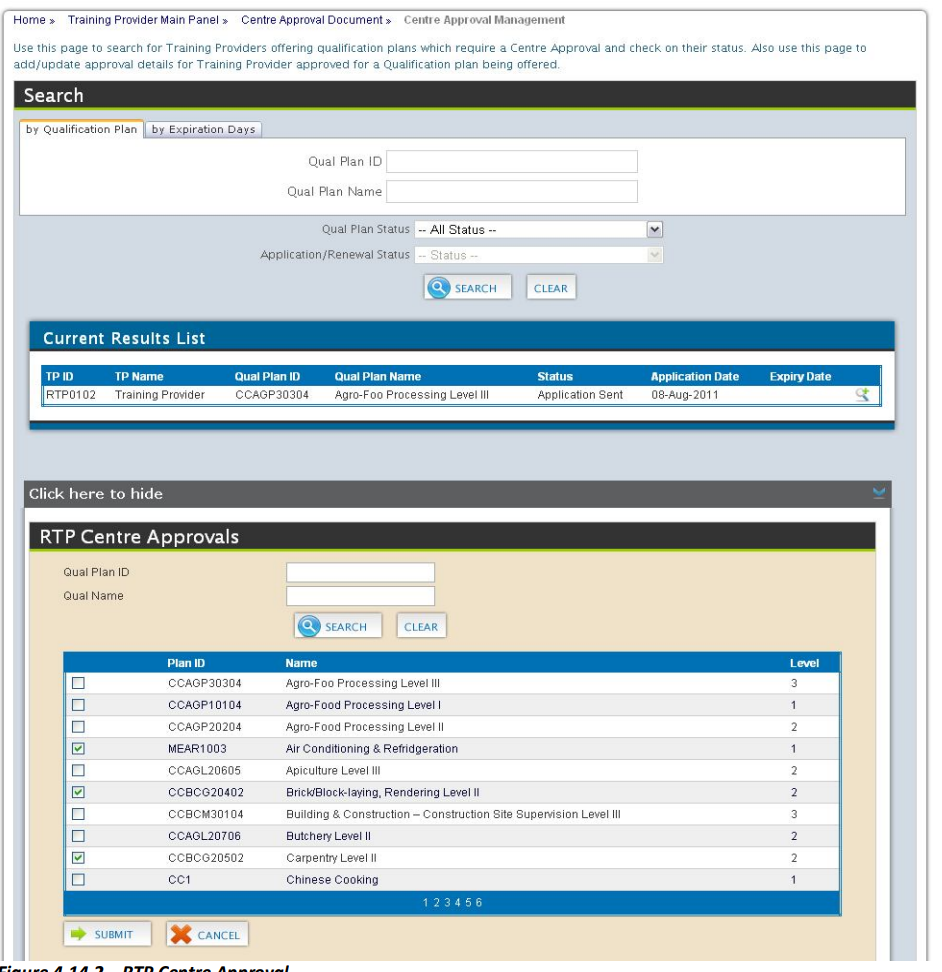 Home » Training Provider Main Panel » Centre Approval Document » Centre Approval Management
Use this page to search for Training Providers offering qualification plans which require a Centre Approval and check on their status. Also use this page to
add/update approval details for Training Provider approved for a Qualification plan being offered.
Search
by Qualification Plan by Expiration Days
Qual Plan ID
Qual Plan Name
Qual Plan Status -- All Status --
Application/Renewal Status -- Status --
SEARCH CLEAR
Current Results List
TP ID TP Name Qual Plan ID Qual Plan Name Status Application Date Expiry Date
RTP0102 Training Provider CCAGP30304 Agro-Foo Processing Level III Application Sent 08-Aug-2011
Click here to hide
RTP Centre Approvals
Qual Plan ID
Qual Name
SEARCH CLEAR
Plan ID Name Level
CCAGP30304 Agro-Foo Processing Level III 3
CCAGP10104 Agro-Food Processing Level I 1
CCAGP20204 Agro-Food Processing Level II 2
MEAR1003 Air Conditioning & Refridgeration 1
CCAGL20605 Apiculture Level III 2
CCBCG20402 Brick/Block-laying, Rendering Level II 2
CCBCM30104 Building & Construction – Construction Site Supervision Level III 3
CCAGL20706 Butchery Level II 2
CCBCG20502 Carpentry Level II 2
CC1 Chinese Cooking 1
1 2 3 4 5 6
SUBMIT CANCEL
Figure 4.14.2 RTP Centre Approval